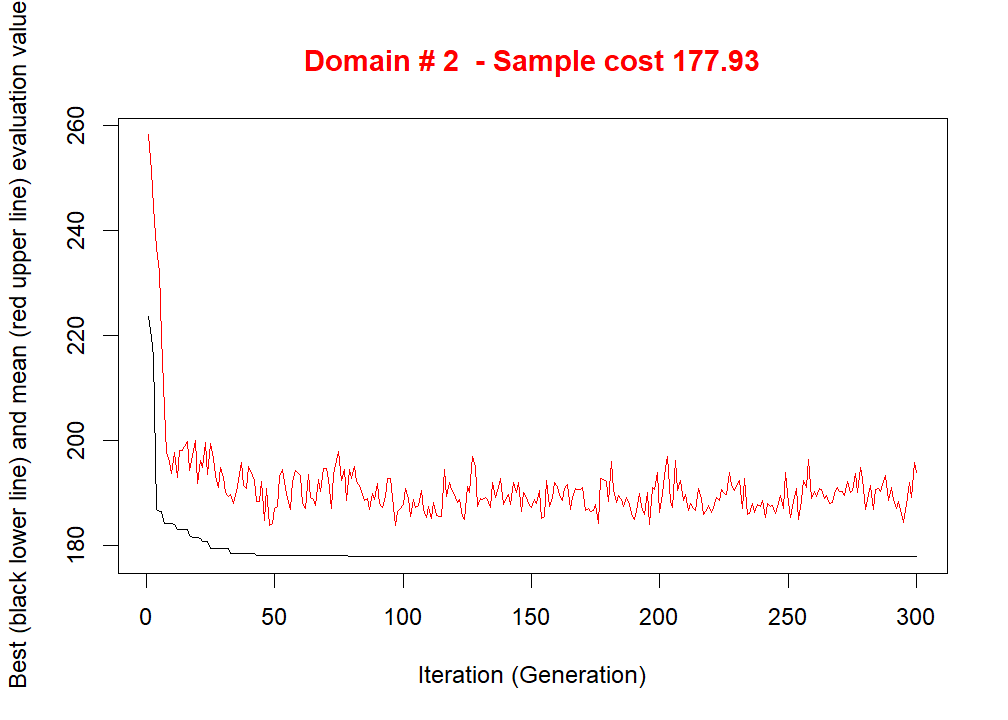 Domain # 2  - Sample cost 177.93
Best (black lower line) and mean (red upper line) evaluation value
260
240
220
200
180
0 50 100 150 200 250 300
Iteration (Generation)